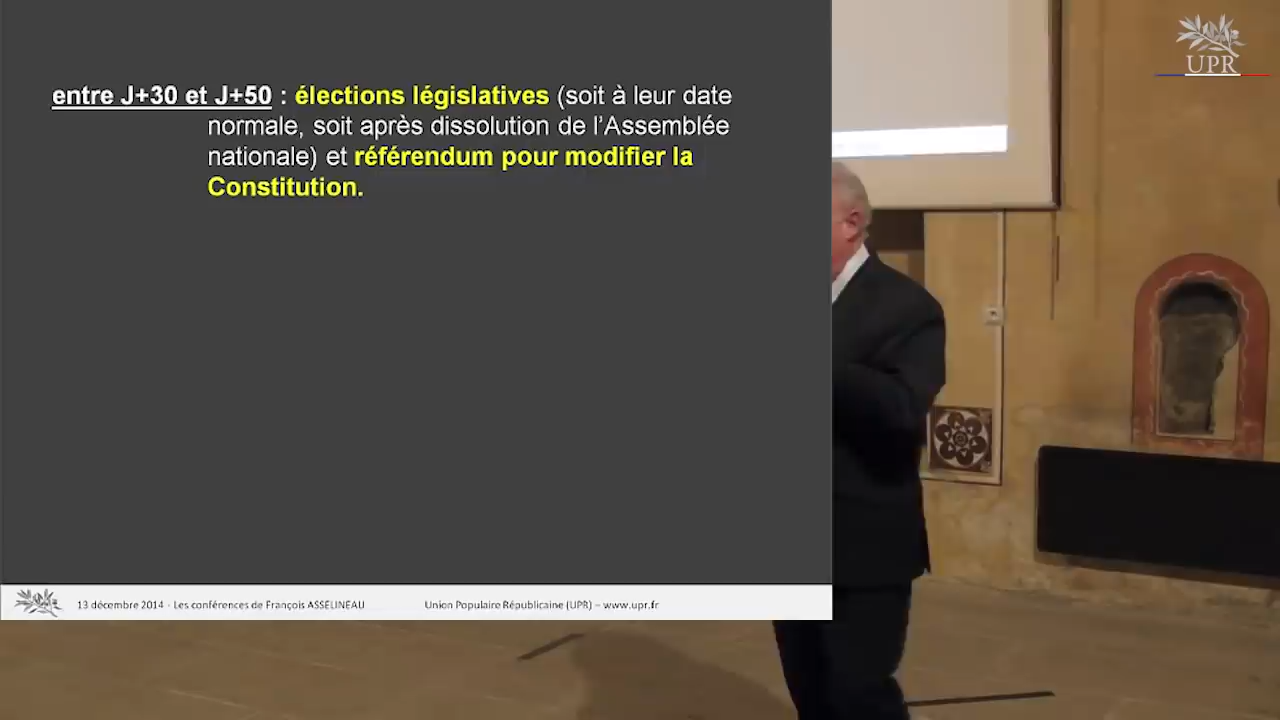 UPR
entre J+30 et J+50 : élections législatives (soit à leur date
normale, soit après dissolution de l'Assemblée
nationale) et référendum pour modifier la
Constitution.
13 décembre 2014 - Les conférences de François ASSELINEAU
Union Populaire Républicaine (UPR) – www.upr.fr